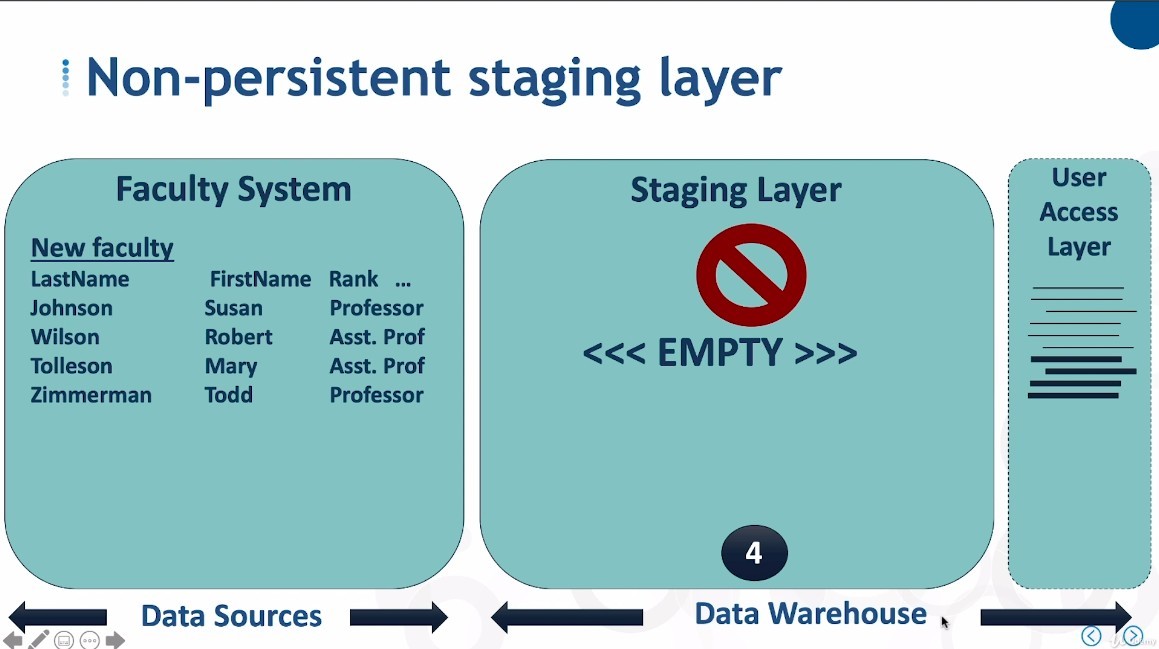 Non-persistent staging layer
Faculty System
New faculty
LastName FirstName Rank ...
Johnson Susan Professor
Wilson Robert Asst. Prof
Tolleson Mary Asst. Prof
Zimmerman Todd Professor
Staging Layer
<<< EMPTY >>>
4
User
Access
Layer
Data Sources
Data Warehouse